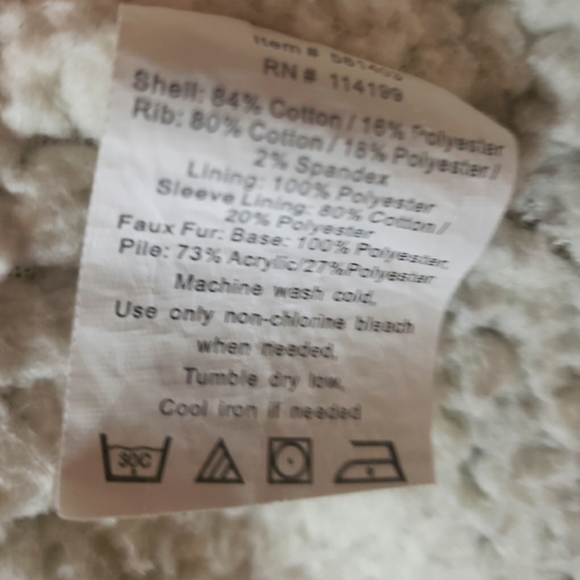 Item # 581403
RN # 114199
Shell: 84% Cotton / 16% Polyester
Rib: 80% Cotton / 18% Polyester //
2% Spandex
Lining: 100% Polyester
Sleeve Lining: 80% Cotton //
20% Polyester
Faux Fur: Base: 100% Polyester;
Pile: 73% Acrylic/27%Polyester
Machine wash cold,
Use only non-chlorine bleach
when needed,
Tumble dry low,
Cool iron if needed
30C